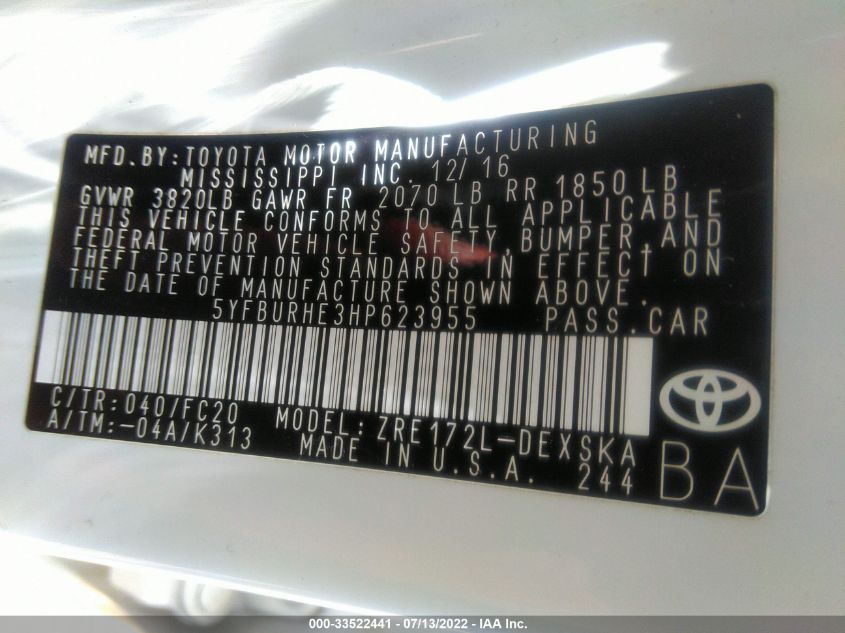 MFD.BY:TOYOTA MOTOR MANUFACTURING
MISSISSIPPI INC. 12/16
GVWR 3820LB GAWR FR 2070LB RR 1850LB
THIS VEHICLE CONFORMS TO ALL APPLICABLE
FEDERAL MOTOR VEHICLE SAFETY,BUMPER,AND
THEFT PREVENTION STANDARDS IN EFFECT ON
THE DATE OF MANUFACTURE SHOWN ABOVE.
5YFBURHE3HP623955 PASS.CAR
C/TR:040/FC20 MODEL:ZRE172L-DEXSKA
A/TM:-04A/K313 MADE IN U.S.A. 244
BA
000-33522441 - 07/13/2022 - IAA Inc.